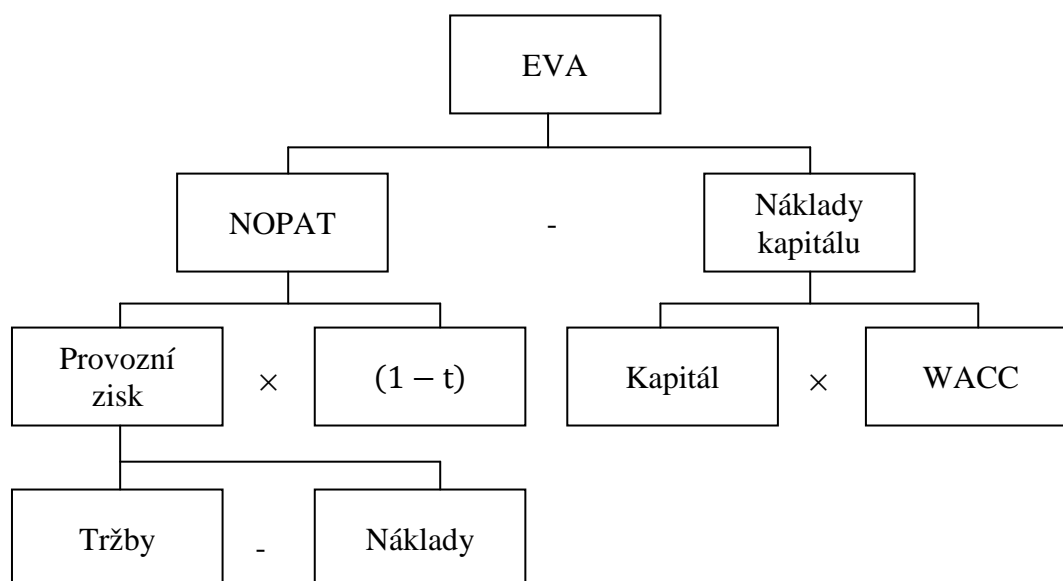 EVA
NOPAT
-
Náklady
kapitálu
Provozní
zisk
×
(1 − t)
Kapitál
×
WACC
Tržby
-
Náklady